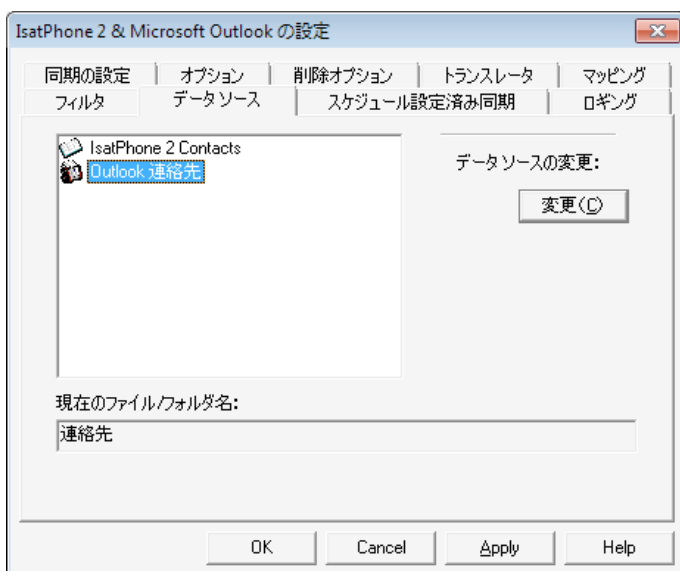 IsatPhone 2 & Microsoft Outlook の設定
同期の設定 オプション 削除オプション トランスレータ マッピング
フィルタ データソース スケジュール設定済み同期 ロギング
IsatPhone 2 Contacts
Outlook 連絡先
データソースの変更:
変更(C)
現在のファイル/フォルダ名:
連絡先
OK Cancel Apply Help